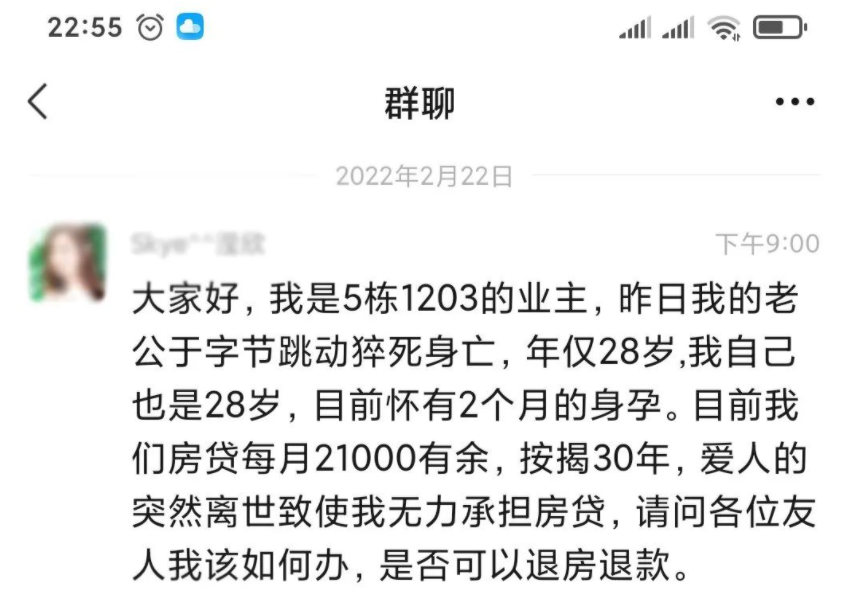 22:55
群聊
2022年2月22日
下午9:00
大家好，我是5栋1203的业主，昨日我的老
公于字节跳动猝死身亡，年仅28岁,我自己
也是28岁，目前怀有2个月的身孕。目前我
们房贷每月21000有余，按揭30年，爱人的
突然离世致使我无力承担房贷，请问各位友
人我该如何办，是否可以退房退款。